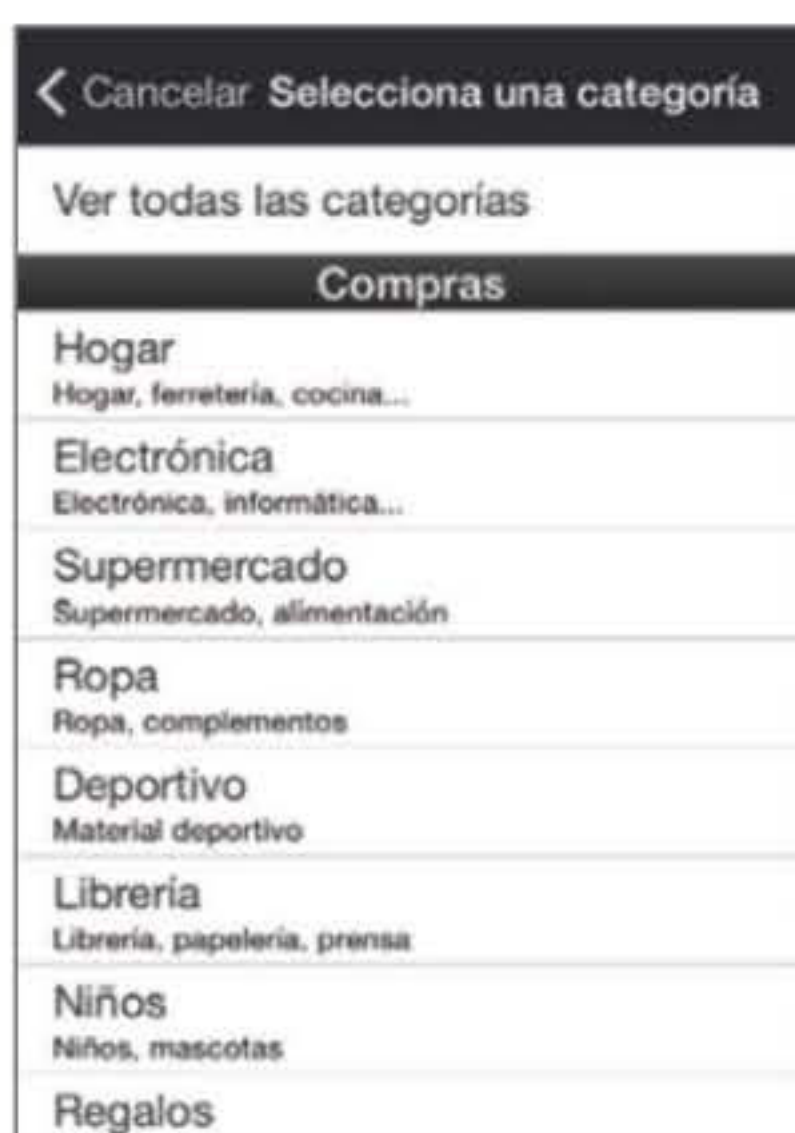 Cancelar Selecciona una categoría
Ver todas las categorías
Compras
Hogar
Hogar, ferretería, cocina...
Electrónica
Electrónica, informática...
Supermercado
Supermercado, alimentación
Ropa
Ropa, complementos
Deportivo
Material deportivo
Librería
Librería, papelería, prensa
Niños
Niños, mascotas
Regalos